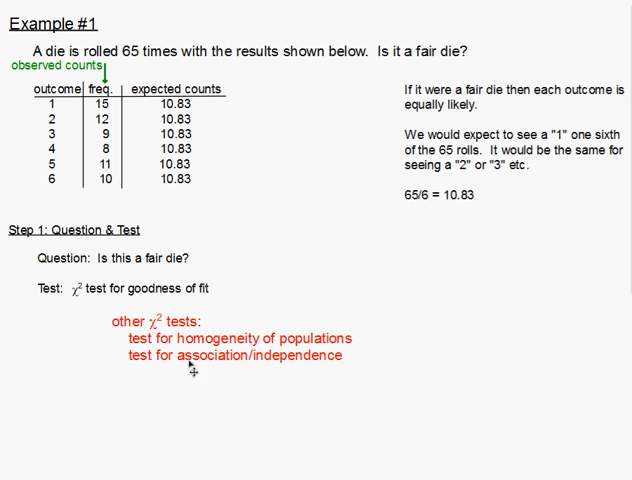 Example #1
A die is rolled 65 times with the results shown below. Is it a fair die?
observed counts
outcome freq. expected counts
1 15 10.83
2 12 10.83
3 9 10.83
4 8 10.83
5 11 10.83
6 10 10.83
If it were a fair die then each outcome is
equally likely.
We would expect to see a "1" one sixth
of the 65 rolls. It would be the same for
seeing a "2" or "3" etc.
65/6 = 10.83
Step 1: Question & Test
Question: Is this a fair die?
Test: χ² test for goodness of fit
other χ² tests:
test for homogeneity of populations
test for association/independence